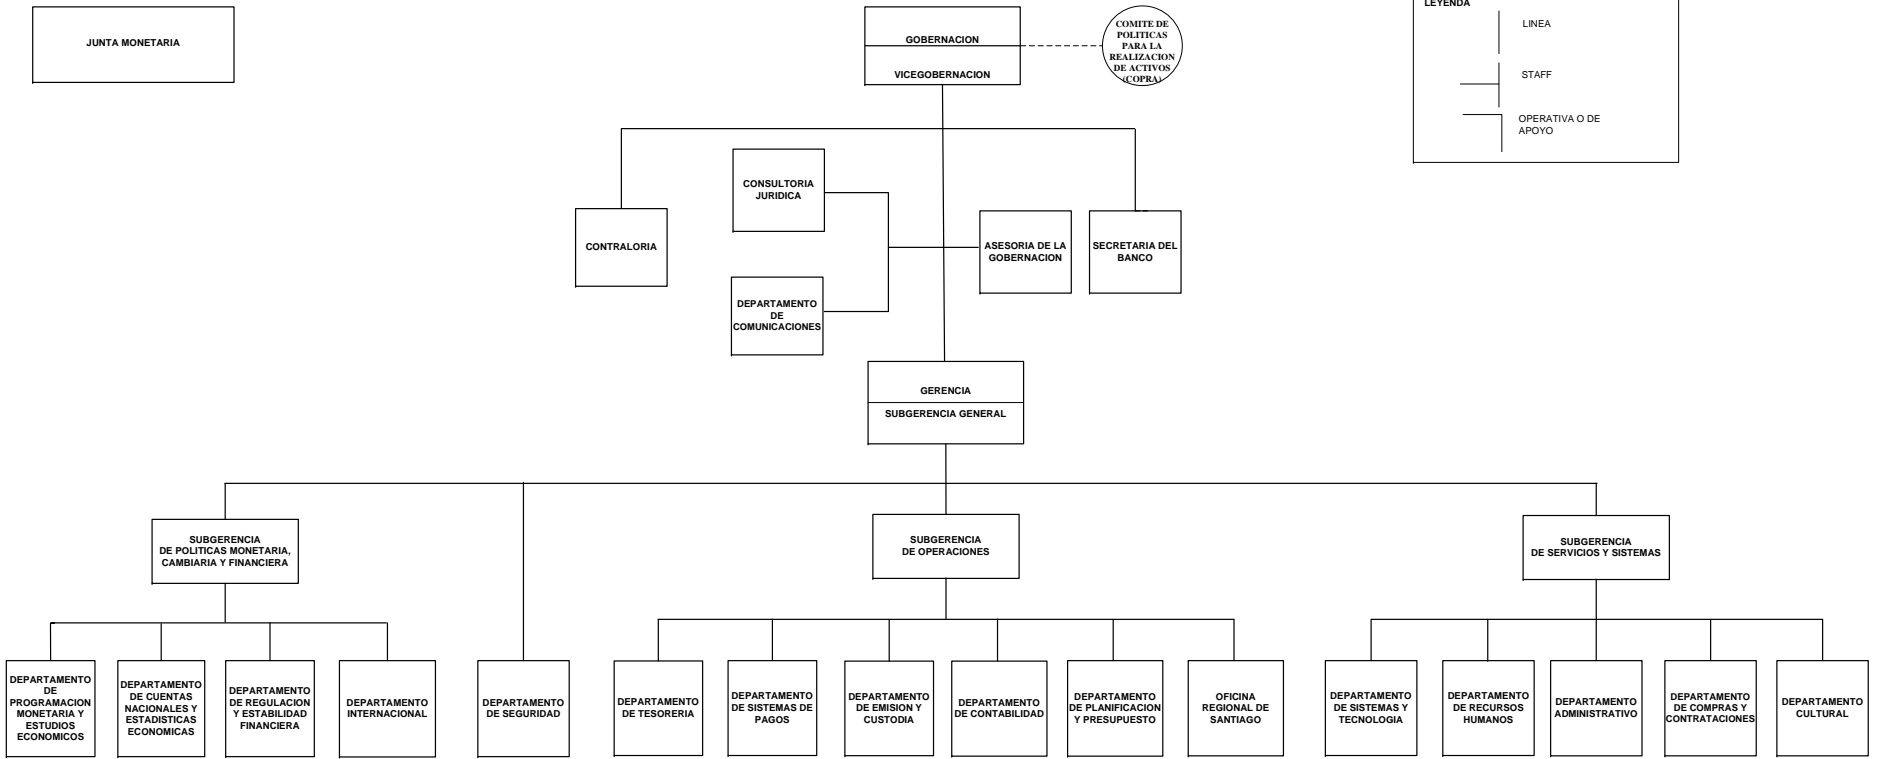 JUNTA MONETARIA
GOBERNACION
VICEGOBERNACION
COMITE DE
POLITICAS
PARA LA
REALIZACION
DE ACTIVOS
(COPRA)
LEYENDA
LINEA
STAFF
OPERATIVA O DE
APOYO
CONSULTORIA
JURIDICA
CONTRALORIA
ASESORIA DE LA
GOBERNACION
SECRETARIA DEL
BANCO
DEPARTAMENTO
DE
COMUNICACIONES
GERENCIA
SUBGERENCIA GENERAL
SUBGERENCIA
DE POLITICAS MONETARIA,
CAMBIARIA Y FINANCIERA
SUBGERENCIA
DE OPERACIONES
SUBGERENCIA
DE SERVICIOS Y SISTEMAS
DEPARTAMENTO
DE
PROGRAMACION
MONETARIA Y
ESTUDIOS
ECONOMICOS
DEPARTAMENTO
DE CUENTAS
NACIONALES Y
ESTADISTICAS
ECONOMICAS
DEPARTAMENTO
DE REGULACION
Y ESTABILIDAD
FINANCIERA
DEPARTAMENTO
INTERNACIONAL
DEPARTAMENTO
DE SEGURIDAD
DEPARTAMENTO
DE TESORERIA
DEPARTAMENTO
DE SISTEMAS DE
PAGOS
DEPARTAMENTO
DE EMISION Y
CUSTODIA
DEPARTAMENTO
DE CONTABILIDAD
DEPARTAMENTO
DE PLANIFICACION
Y PRESUPUESTO
OFICINA
REGIONAL DE
SANTIAGO
DEPARTAMENTO
DE SISTEMAS Y
TECNOLOGIA
DEPARTAMENTO
DE RECURSOS
HUMANOS
DEPARTAMENTO
ADMINISTRATIVO
DEPARTAMENTO
DE COMPRAS Y
CONTRATACIONES
DEPARTAMENTO
CULTURAL